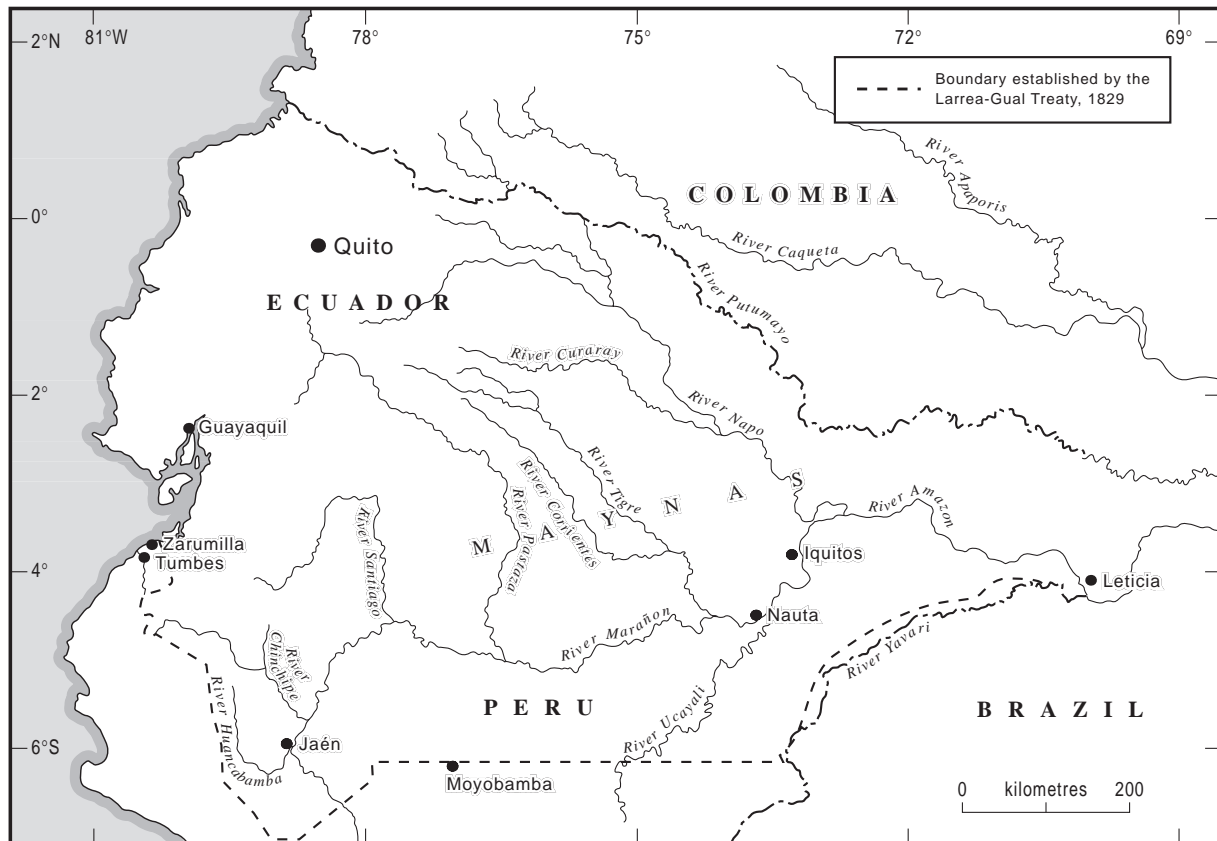 81°W
78°
75°
72°
69°
2°N
Boundary established by the
Larrea-Gual Treaty, 1829
River Apaporis
COLOMBIA
0°
Quito
River Caqueta
River Putumayo
ECUADOR
River Curaray
2°
River Napo
Guayaquil
River Tigre
River Corrientes
MAYNAS
River Pastaza
River Santiago
River Amazon
Zarumilla
Tumbes
Iquitos
4°
Leticia
Nauta
River Marañon
River Yavari
River
Chinchipe
PERU
BRAZIL
River Ucayali
River Huancabamba
6°S
Jaén
Moyobamba
0 kilometres 200